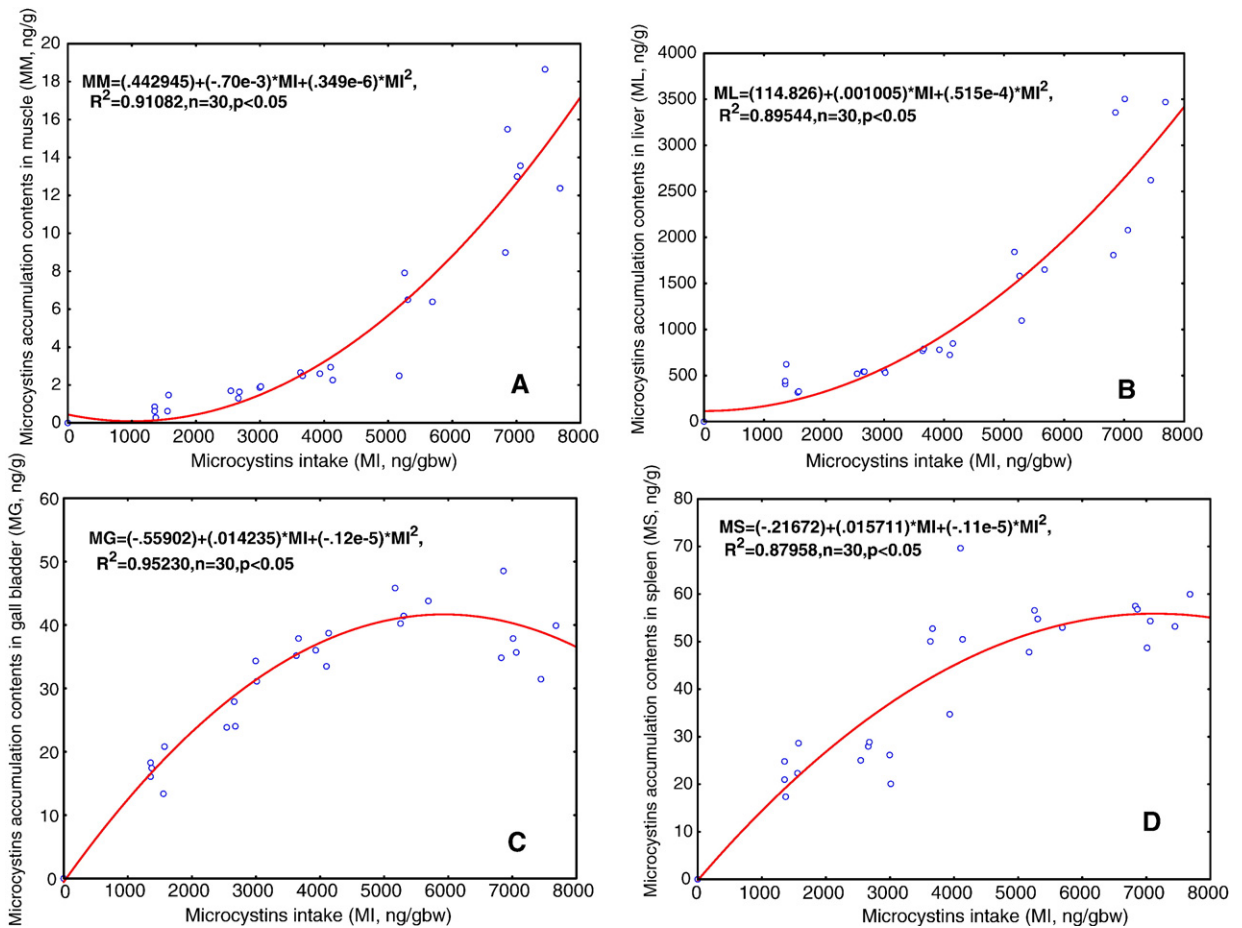 Microcystins accumulation contents in muscle (MM, ng/g)
20
18
16
14
12
10
8
6
4
2
0
MM=(.442945)+(-.70e-3)*MI+(.349e-6)*MI²,
R²=0.91082,n=30,p<0.05
A
0 1000 2000 3000 4000 5000 6000 7000 8000
Microcystins intake (MI, ng/gbw)
Microcystins accumulation contents in liver (ML, ng/g)
4000
3500
3000
2500
2000
1500
1000
500
0
ML=(114.826)+(.001005)*MI+(.515e-4)*MI²,
R²=0.89544,n=30,p<0.05
B
0 1000 2000 3000 4000 5000 6000 7000 8000
Microcystins intake (MI, ng/gbw)
Microcystins accumulation contents in gall bladder (MG, ng/g)
60
50
40
30
20
10
0
MG=(-.55902)+(.014235)*MI+(-.12e-5)*MI²,
R²=0.95230,n=30,p<0.05
C
0 1000 2000 3000 4000 5000 6000 7000 8000
Microcystins intake (MI, ng/gbw)
Microcystins accumulation contents in spleen (MS, ng/g)
80
70
60
50
40
30
20
10
0
MS=(-.21672)+(.015711)*MI+(-.11e-5)*MI²,
R²=0.87958,n=30,p<0.05
D
0 1000 2000 3000 4000 5000 6000 7000 8000
Microcystins intake (MI, ng/gbw)